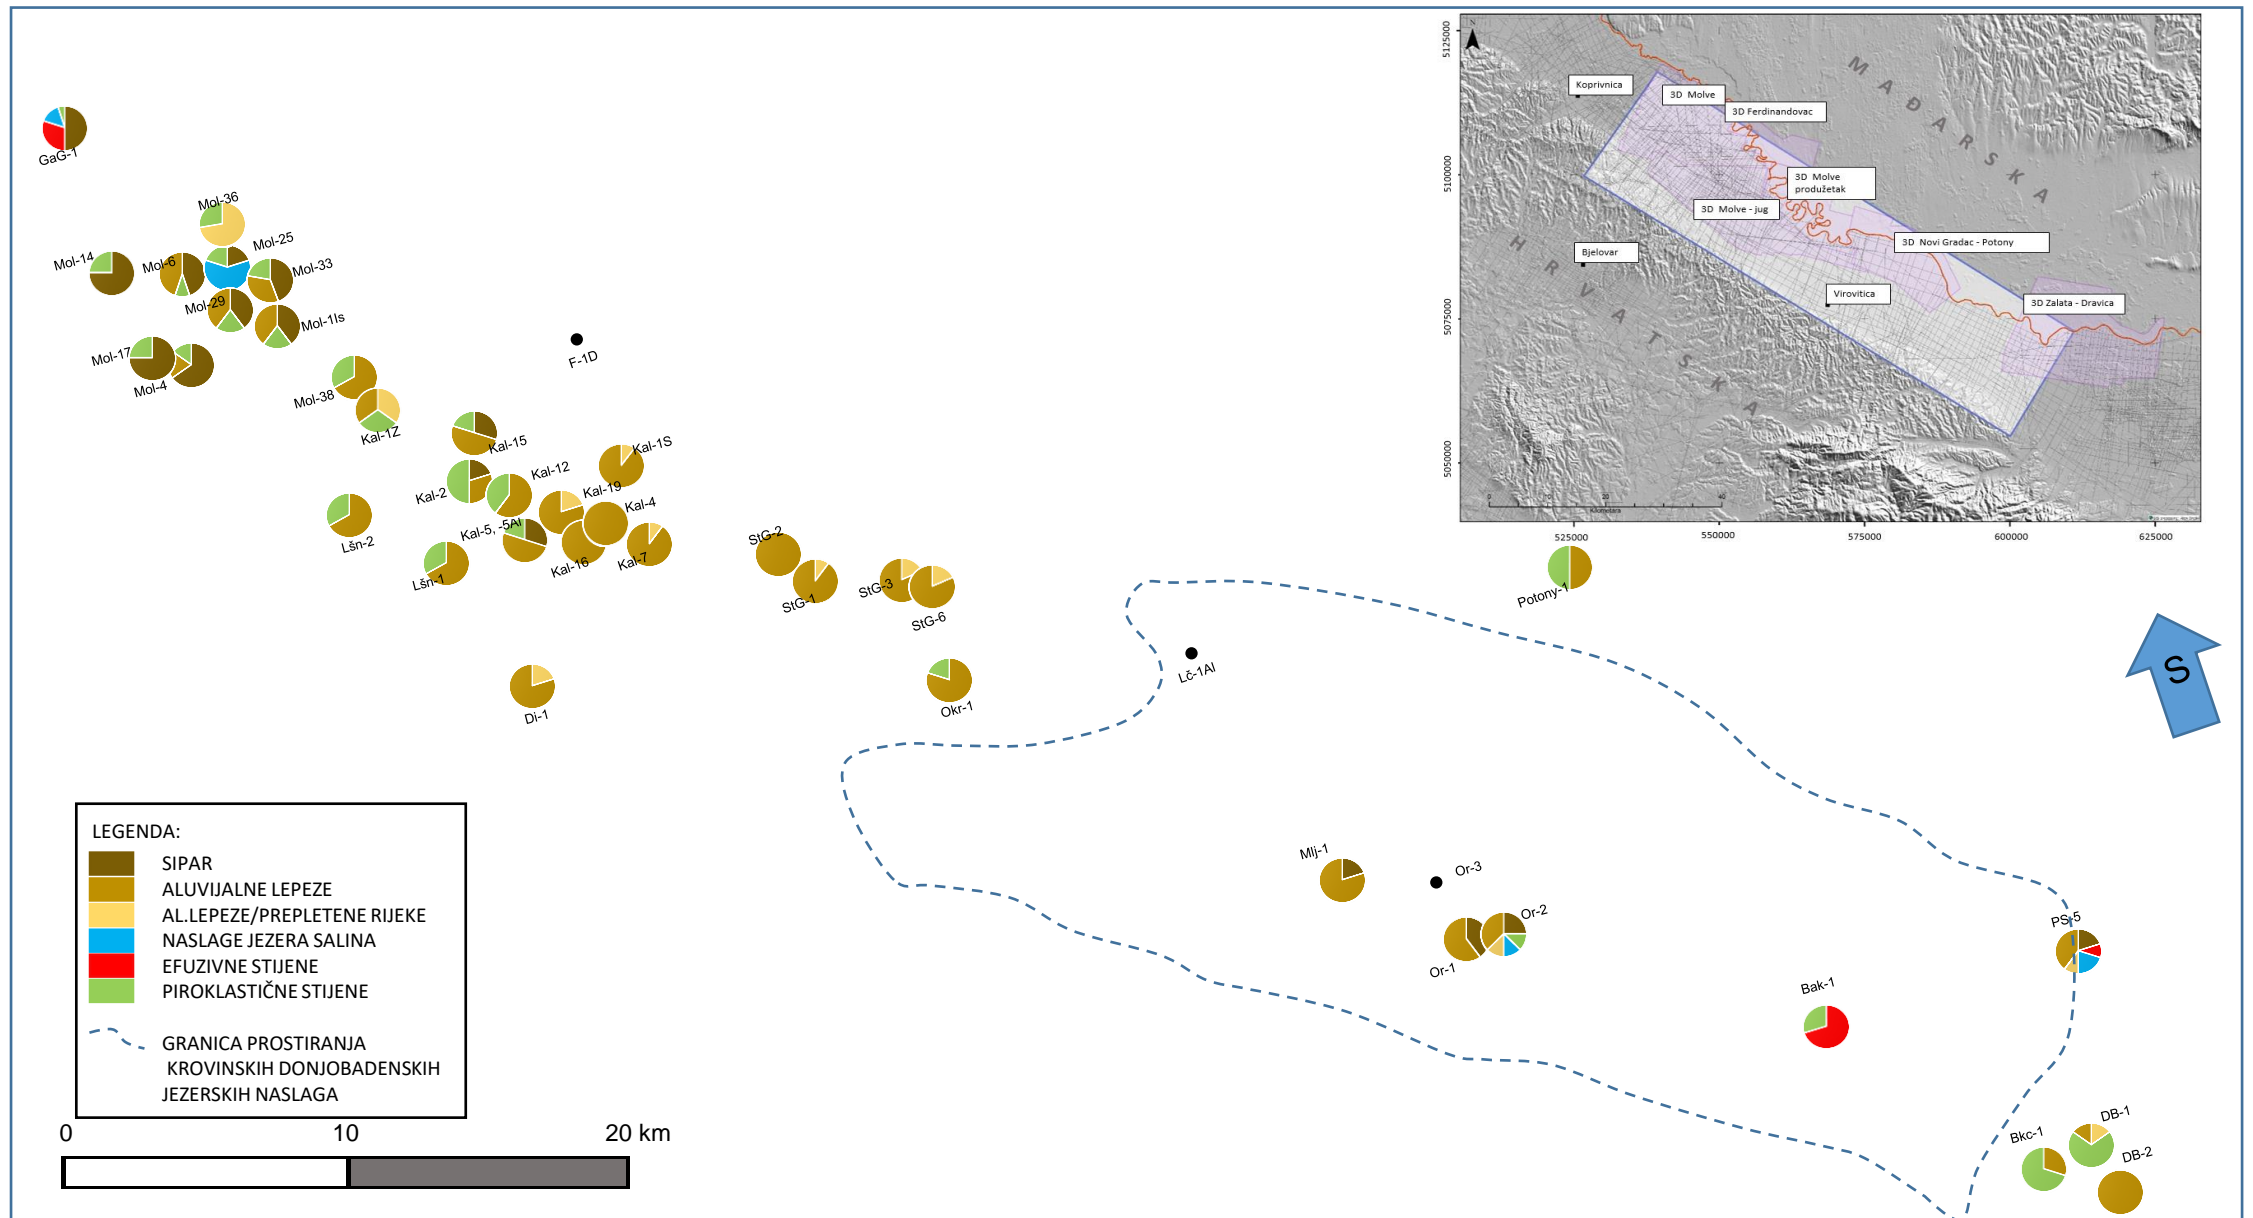 GaG-1
Mol-36
Mol-25
Mol-14
Mol-6
Mol-33
Mol-29
Mol-1Is
Mol-17
Mol-4
Mol-38
F-1D
Kal-1Z
Kal-15
Kal-1S
Kal-2
Kal-12
Kal-19
Kal-4
Kal-5, -5Al
Kal-16
Kal-7
Lšn-2
Lšn-1
StG-2
StG-1
StG-3
StG-6
Di-1
Okr-1
Lč-1Al
Potony-1
Mlj-1
Or-3
Or-2
Or-1
Bak-1
PS-5
DB-1
Bkc-1
DB-2
S
N
5125000
5100000
5075000
5050000
Koprivnica
3D Molve
3D Ferdinandovac
3D Molve
produžetak
3D Molve - jug
3D Novi Gradac - Potony
Bjelovar
Virovitica
3D Zalata - Dravica
MAĐARSKA
HRVATSKA
0
20
40
Kilometara
525000
550000
575000
600000
625000
LEGENDA:
SIPAR
ALUVIJALNE LEPEZE
AL.LEPEZE/PREPLETENE RIJEKE
NASLAGE JEZERA SALINA
EFUZIVNE STIJENE
PIROKLASTIČNE STIJENE
GRANICA PROSTIRANJA
KROVINSKIH DONJOBADENSKIH
JEZERSKIH NASLAGA
0
10
20 km